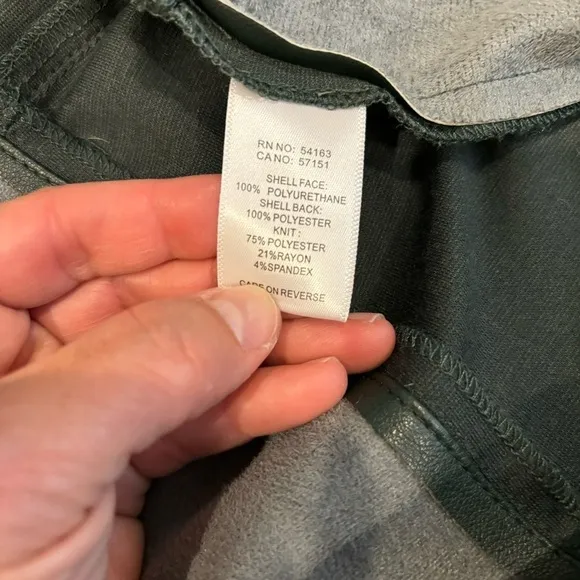 RN NO: 54163
CA NO: 57151
SHELL FACE:
100% POLYURETHANE
SHELL BACK:
100% POLYESTER
KNIT :
75% POLYESTER
21%RAYON
4%SPANDEX
CARE ON REVERSE